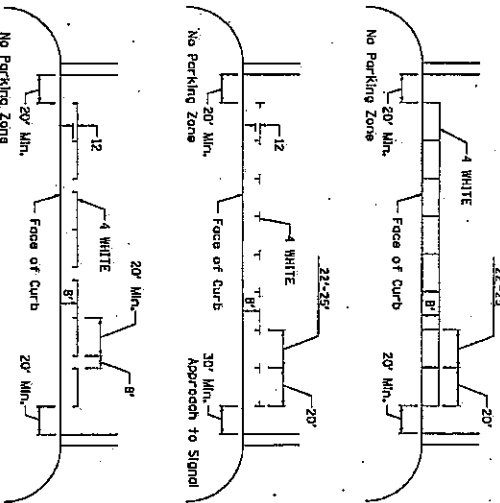 22'-25'
20'
4 WHITE
8'
20' Min.
Face of Curb
20' Min.
No Parking Zone
22'-25'
20'
4 WHITE
12
8'
20' Min.
Face of Curb
30' Min.
Approach to Signal
No Parking Zone
20' Min.
8'
4 WHITE
12
8'
20' Min.
Face of Curb
20' Min.
No Parking Zone